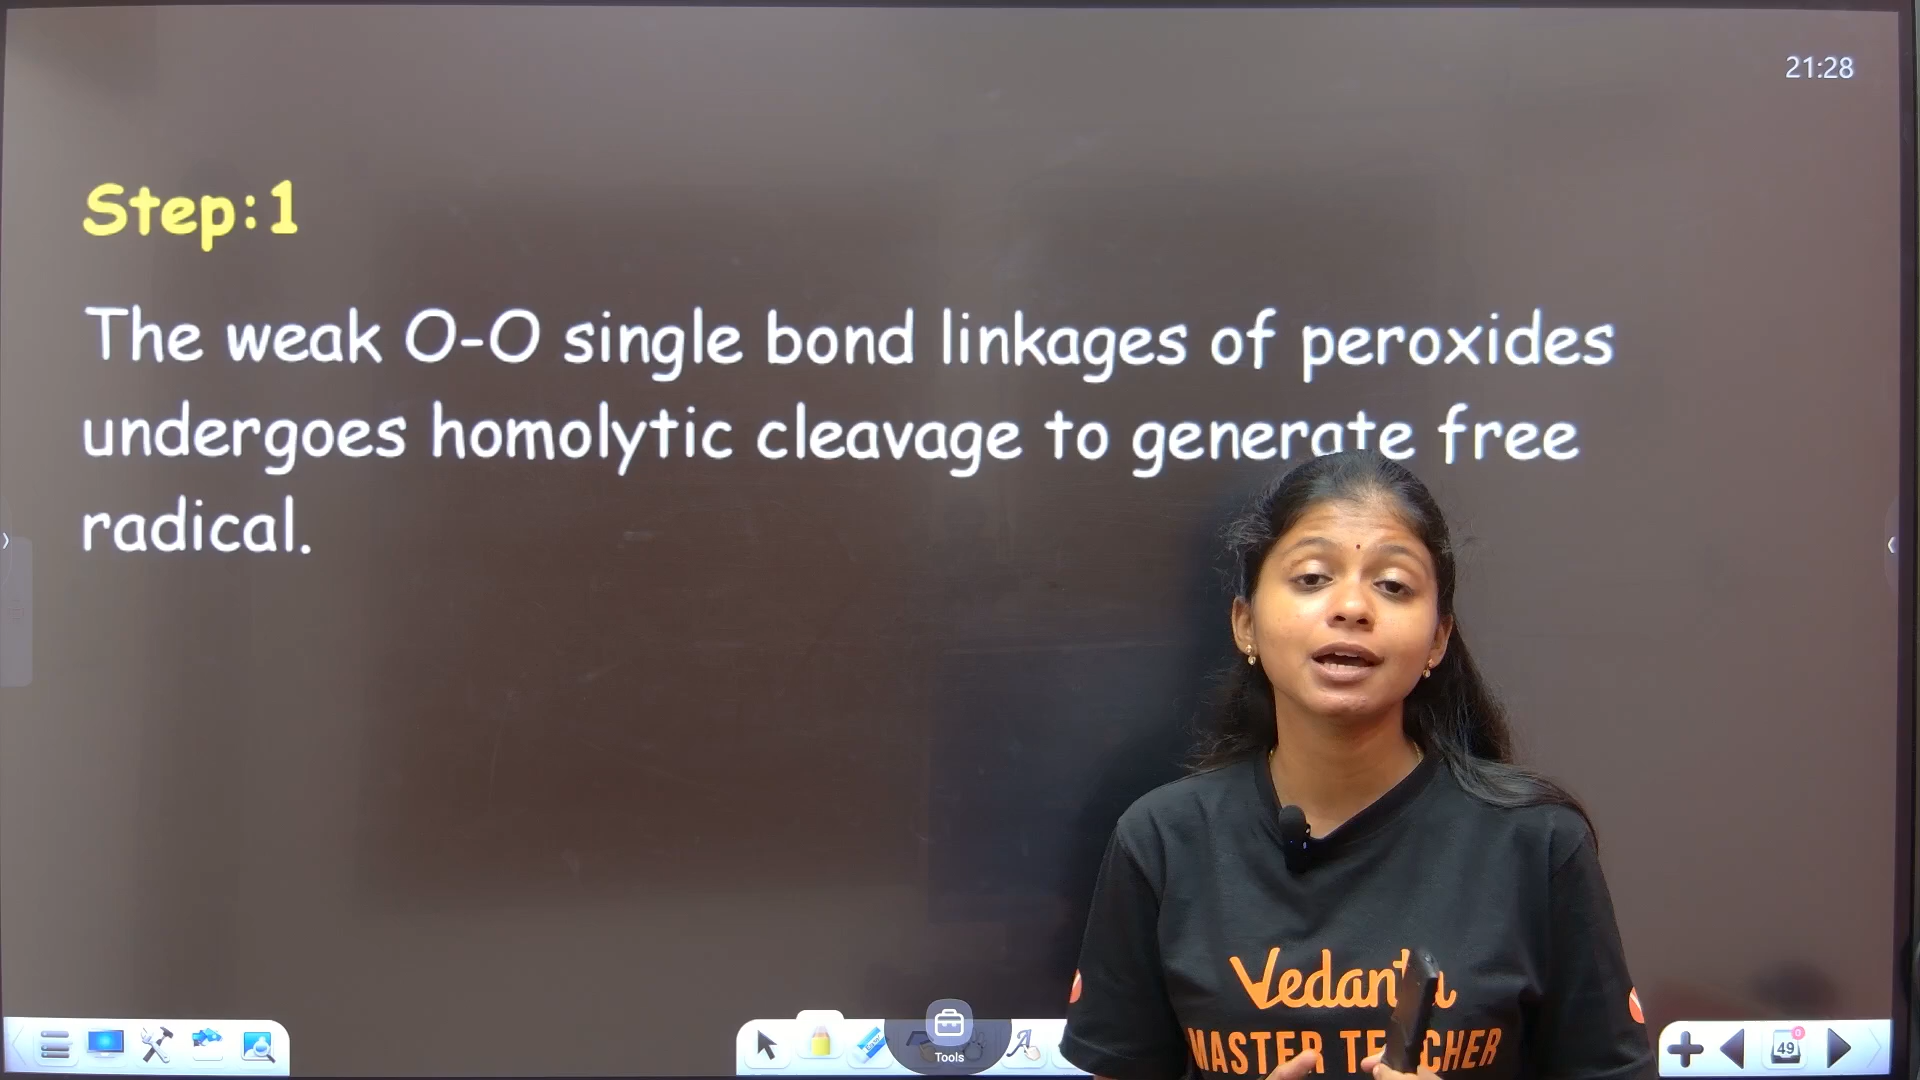 21:28
Step:1
The weak O-O single bond linkages of peroxides
undergoes homolytic cleavage to generate free
radical.
MASTER
Tools
49